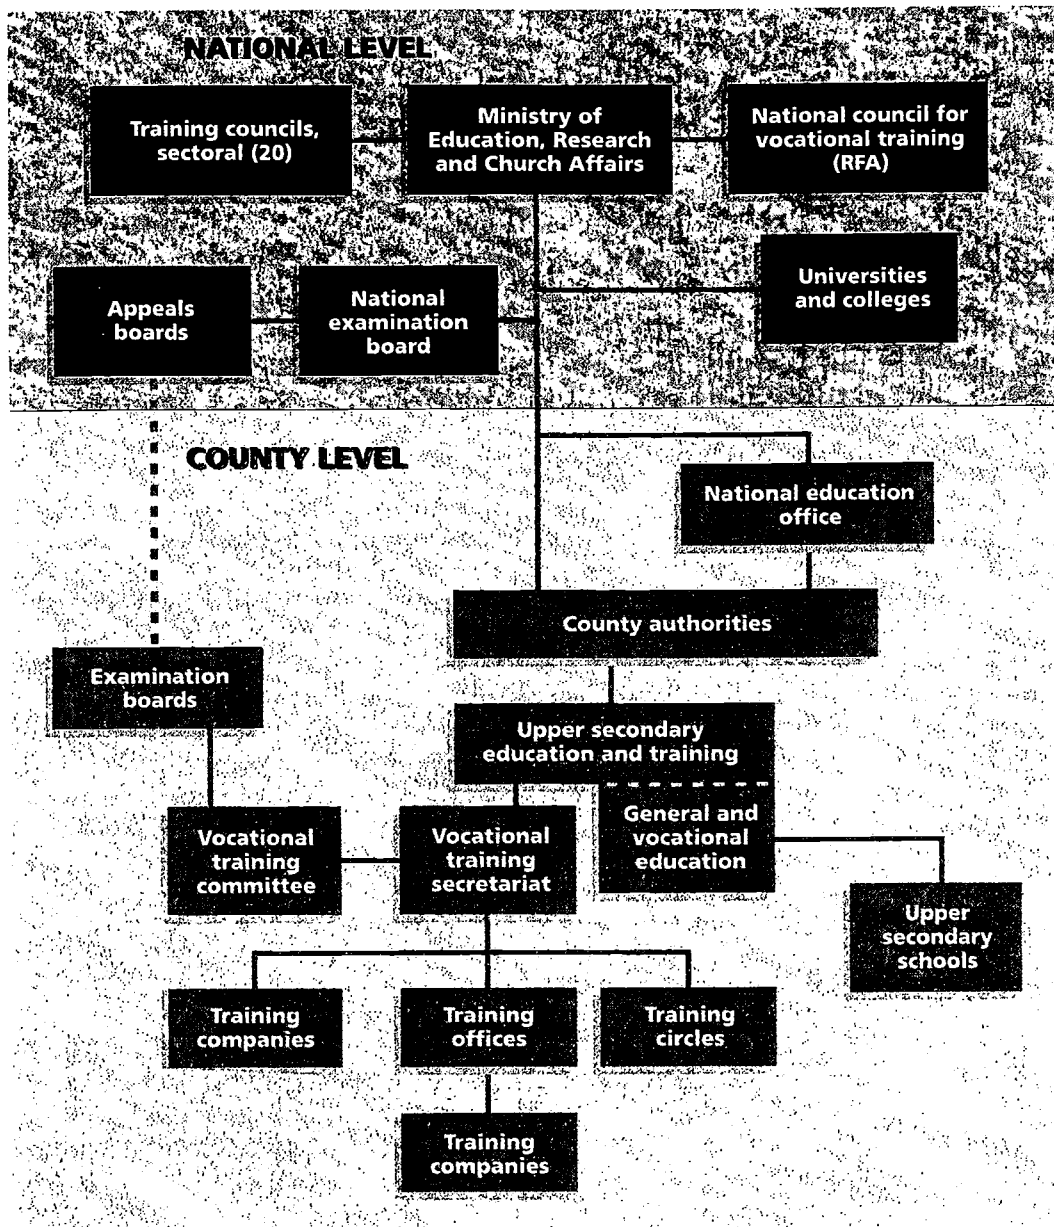 NATIONAL LEVEL
Training councils,
sectoral (20)
Ministry of
Education, Research
and Church Affairs
National council for
vocational training
(RFA)
Universities
and colleges
Appeals
boards
National
examination
board
COUNTY LEVEL
National education
office
County authorities
Examination
boards
Upper secondary
education and training
Vocational
training
committee
Vocational
training
secretariat
General and
vocational
education
Upper
secondary
schools
Training
companies
Training
offices
Training
circles
Training
companies